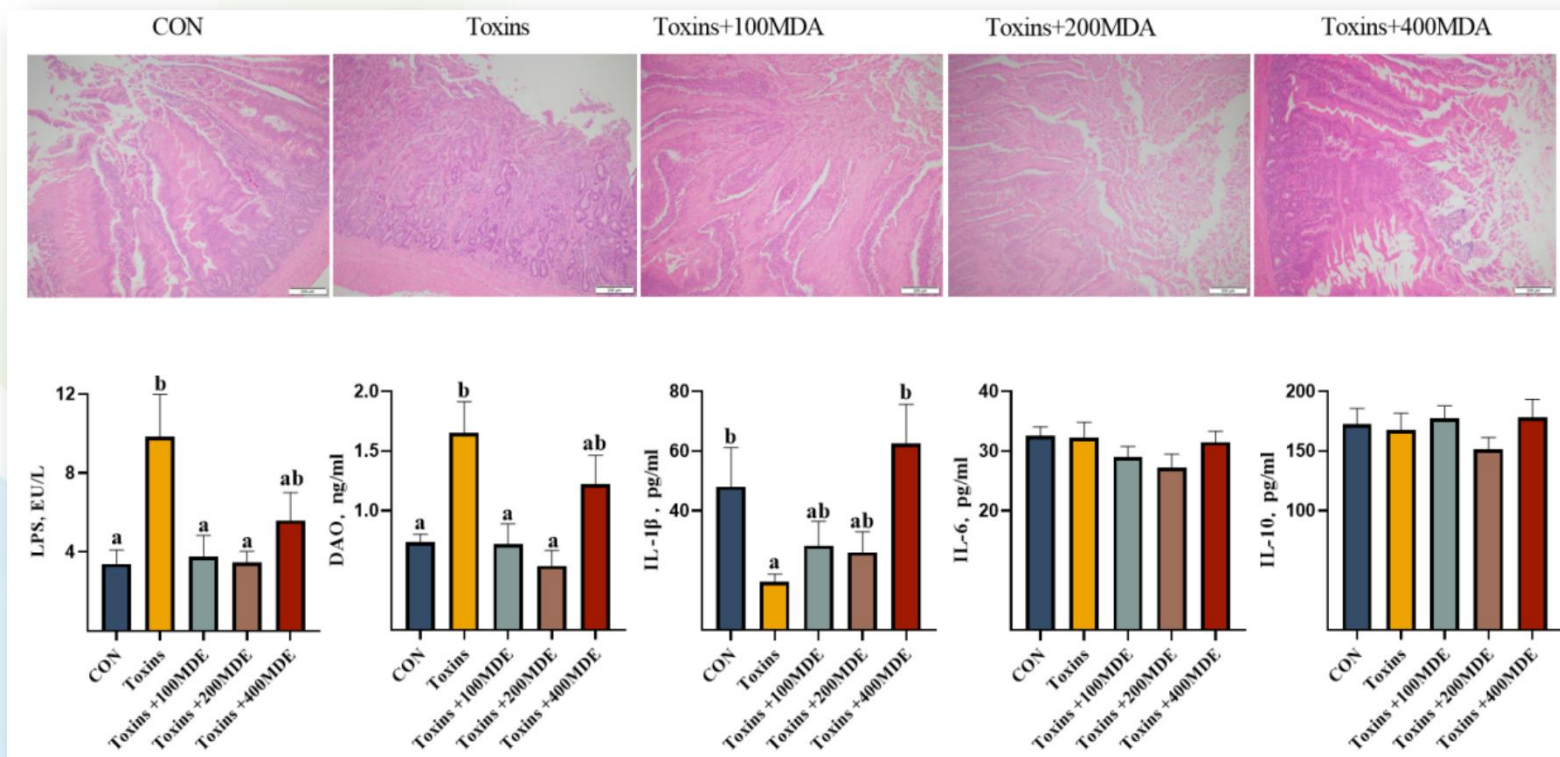 CON
Toxins
Toxins+100MDA
Toxins+200MDA
Toxins+400MDA
LPS, EU/L
12
8
4
a
b
a
a
ab
CON
Toxins
Toxins +100MDE
Toxins +200MDE
Toxins +400MDE
DAO, ng/ml
2.0
1.5
1.0
a
b
a
a
ab
CON
Toxins
Toxins +100MDE
Toxins +200MDE
Toxins +400MDE
IL-1β, pg/ml
80
60
40
b
a
ab
ab
b
CON
Toxins
Toxins +100MDE
Toxins +200MDE
Toxins +400MDE
IL-6, pg/ml
40
30
20
CON
Toxins
Toxins +100MDE
Toxins +200MDE
Toxins +400MDE
IL-10, pg/ml
200
150
100
CON
Toxins
Toxins +100MDE
Toxins +200MDE
Toxins +400MDE